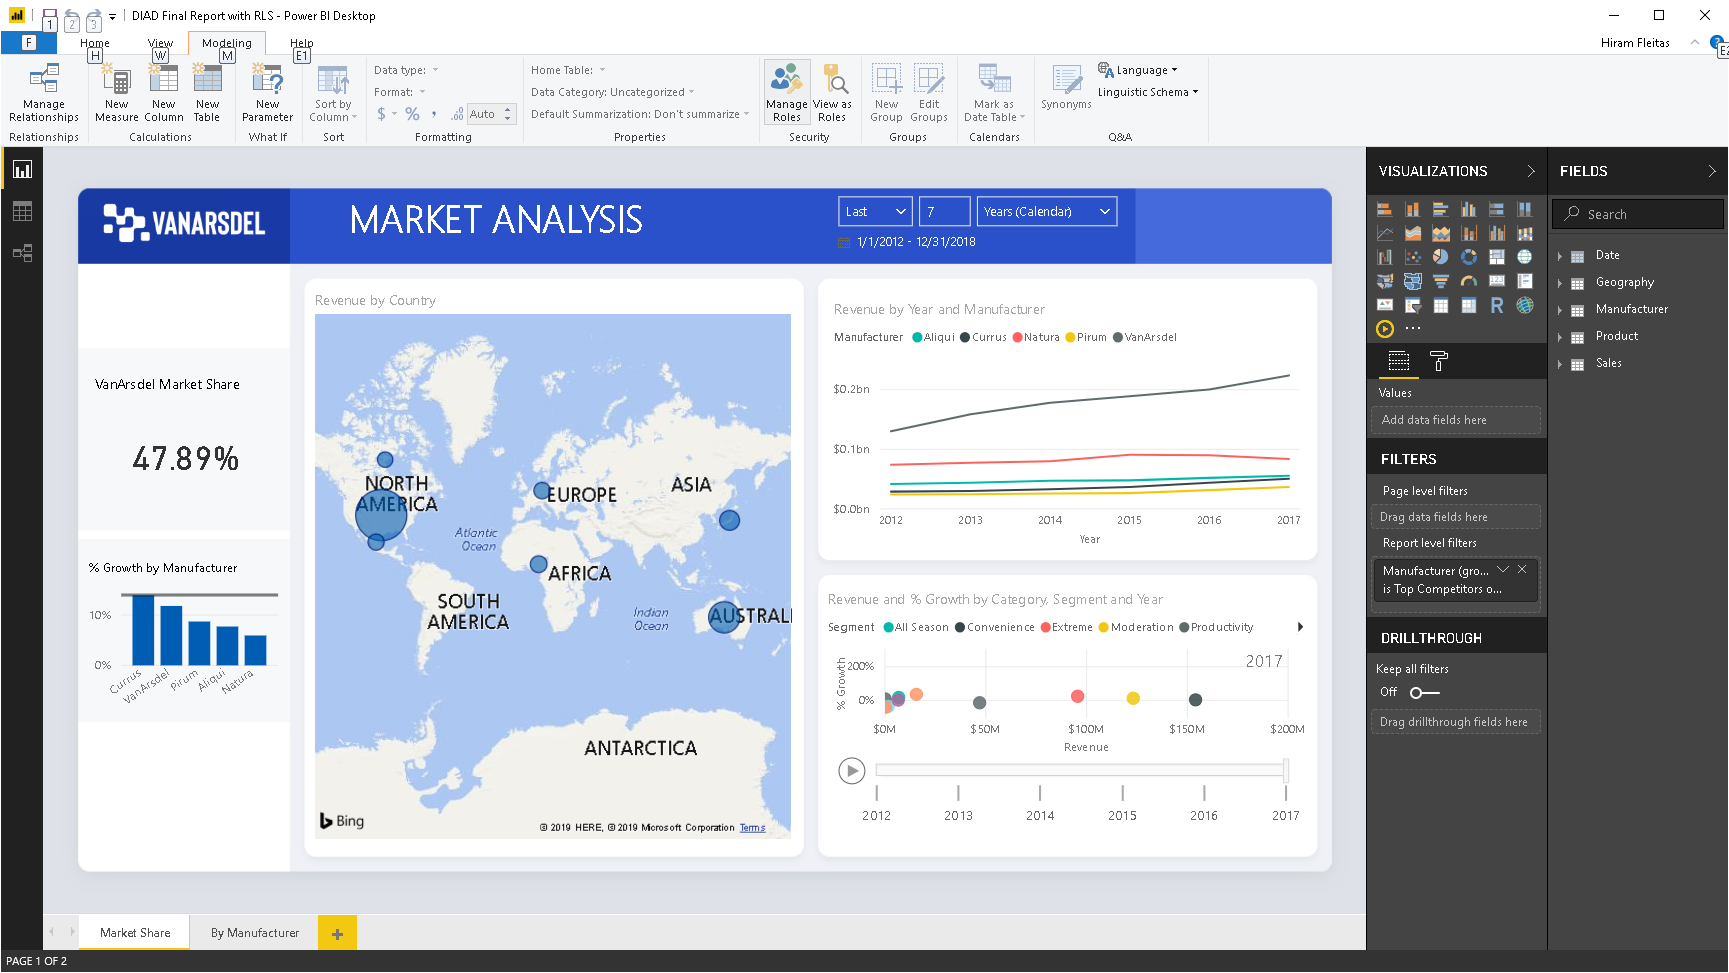 1 2 3 DIAD Final Report with RLS - Power BI Desktop
F Home View Modeling Help Hiram Fleitas ?
H W M E1
Manage Relationships
New Measure
New Column
New Table
New Parameter
Sort by Column
Data type:
Format:
$ % , .00 Auto
Home Table:
Data Category: Uncategorized
Default Summarization: Don't summarize
Manage Roles
View as Roles
New Group
Edit Groups
Mark as Date Table
Synonyms
Language
Linguistic Schema
Relationships Calculations What If Sort Formatting Properties Security Groups Calendars Q&A
VANARSDEL
MARKET ANALYSIS
Last 7 Years (Calendar)
1/1/2012 - 12/31/2018
VanArsdel Market Share
47.89%
% Growth by Manufacturer
10%
0%
Currus VanArsdel Pirum Aliqui Natura
Revenue by Country
NORTH AMERICA
EUROPE
ASIA
Atlantic Ocean
AFRICA
SOUTH AMERICA
Indian Ocean
AUSTRAL
ANTARCTICA
Bing
© 2019 HERE, © 2019 Microsoft Corporation Terms
Revenue by Year and Manufacturer
Manufacturer Aliqui Currus Natura Pirum VanArsdel
$0.2bn
$0.1bn
$0.0bn
2012 2013 2014 2015 2016 2017
Year
Revenue and % Growth by Category, Segment and Year
Segment All Season Convenience Extreme Moderation Productivity
2017
% Growth
200%
0%
$0M $50M $100M $150M $200M
Revenue
2012 2013 2014 2015 2016 2017
VISUALIZATIONS
123
R
Values
Add data fields here
FILTERS
Page level filters
Drag data fields here
Report level filters
Manufacturer (gro...
is Top Competitors o...
DRILLTHROUGH
Keep all filters
Off
Drag drillthrough fields here
FIELDS
Search
Date
Geography
Manufacturer
Product
Sales
Market Share By Manufacturer +
PAGE 1 OF 2